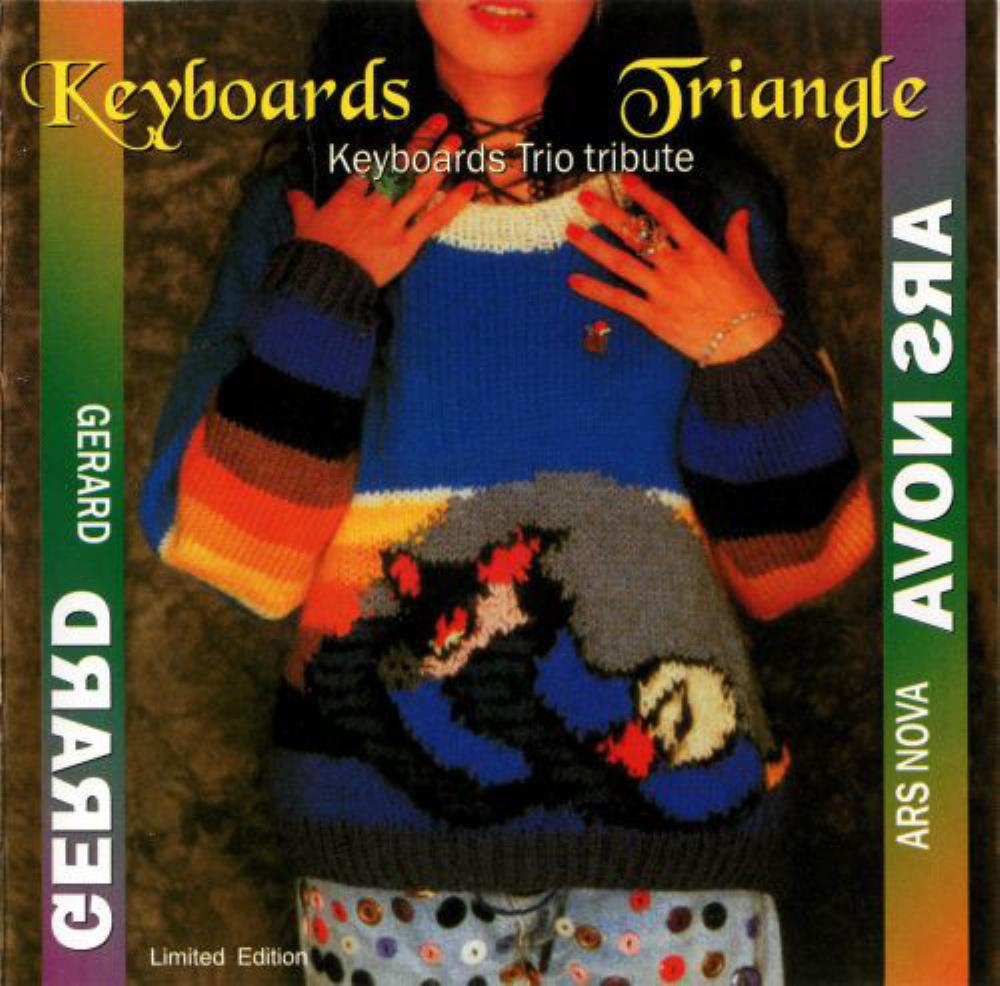 Keyboards Triangle
Keyboards Trio tribute
GERARD
GERARD
ARS NOVA
ARS NOVA
Limited Edition